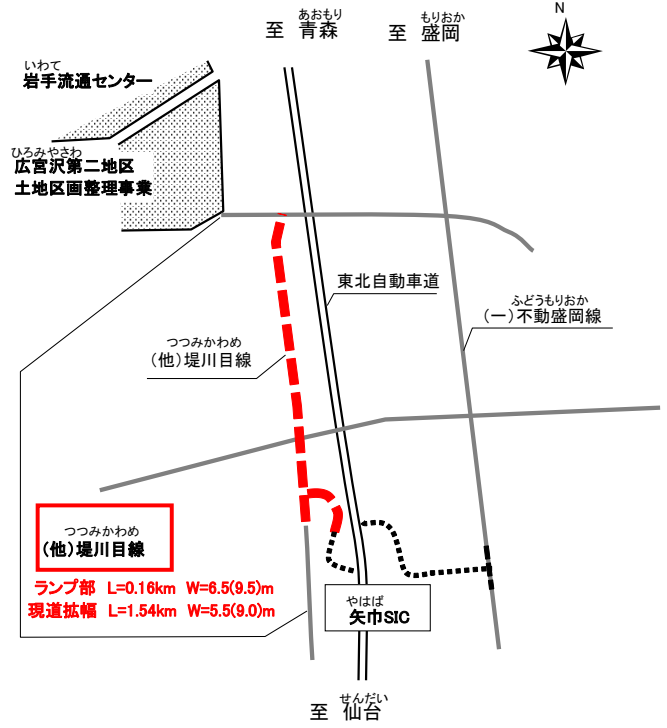 N
あおもり
至 青森
もりおか
至 盛岡
いわて
岩手流通センター
ひろみやさわ
広宮沢第二地区
土地区画整理事業
東北自動車道
ふどうもりおか
(一)不動盛岡線
つつみかわめ
(他)堤川目線
つつみかわめ
(他)堤川目線
ランプ部 L=0.16km W=6.5(9.5)m
現道拡幅 L=1.54km W=5.5(9.0)m
やはば
矢巾SIC
せんだい
至 仙台